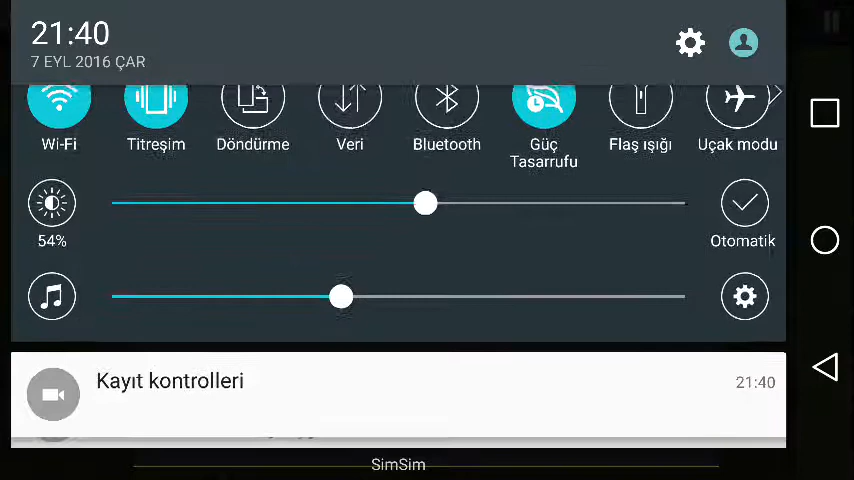 21:40
7 EYL 2016 ÇAR
Wi-Fi
Titreşim
Döndürme
Veri
Bluetooth
Güç
Tasarrufu
Flaş ışığı
Uçak modu
54%
Otomatik
Kayıt kontrolleri
21:40
SimSim